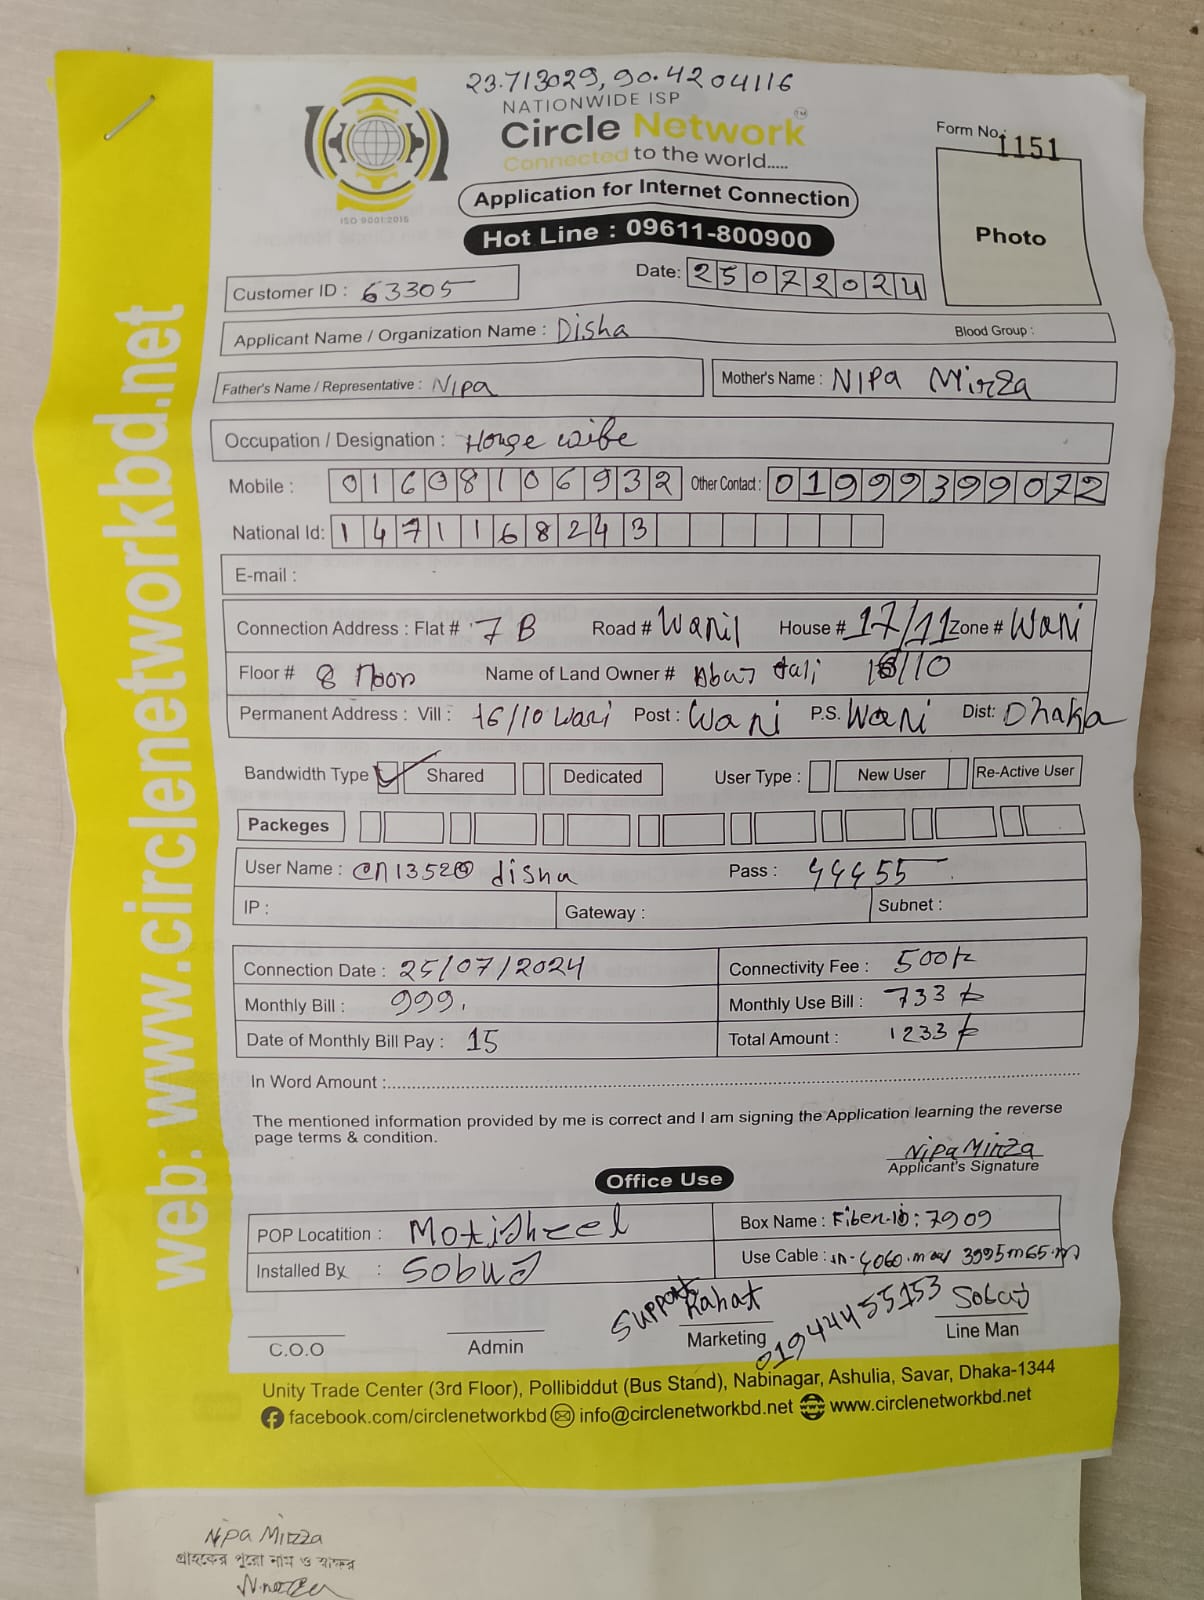 23.713029, 90.4204116
NATIONWIDE ISP
Circle Network TM
Connected to the world.....
ISO 9001:2015
Form No. 1151
Application for Internet Connection
Photo
Hot Line : 09611-800900
Customer ID : 63305
Date: 25072024
Applicant Name / Organization Name : Disha Blood Group :
Father's Name / Representative : Nipa Mother's Name : NIPA Mirza
Occupation / Designation : House wife
Mobile : 01608106932 Other Contact : 01999399072
National Id: 1471168243
E-mail :
Connection Address : Flat # 7 B Road # Wari House # 17/11 Zone # Wari
Floor # 8 Name of Land Owner # /10
Permanent Address : Vill : 16/10 Wari Post : Wari P.S. Wari Dist: Dhaka
Bandwidth Type Shared Dedicated User Type : New User Re-Active User
Packeges
User Name : disha Pass : 44455
IP : Gateway : Subnet :
Connection Date : 25/07/2024 Connectivity Fee : 500
Monthly Bill : 999. Monthly Use Bill : 733
Date of Monthly Bill Pay : 15 Total Amount : 1233
In Word Amount :
The mentioned information provided by me is correct and I am signing the Application learning the reverse
page terms & condition.
Nipa Mirza
Applicant's Signature
Office Use
POP Locatition : Motisheel Box Name : Fiber-ID: 7909
Installed By : Sobuj Use Cable : in-4060.m
Support Rahat 01944455153
C.O.O Admin Marketing Line Man
Unity Trade Center (3rd Floor), Pollibiddut (Bus Stand), Nabinagar, Ashulia, Savar, Dhaka-1344
facebook.com/circlenetworkbd info@circlenetworkbd.net www.circlenetworkbd.net
web: www.circlenetworkbd.net
Nipa Mirza
গ্রাহকের পুরো নাম ও স্বাক্ষর